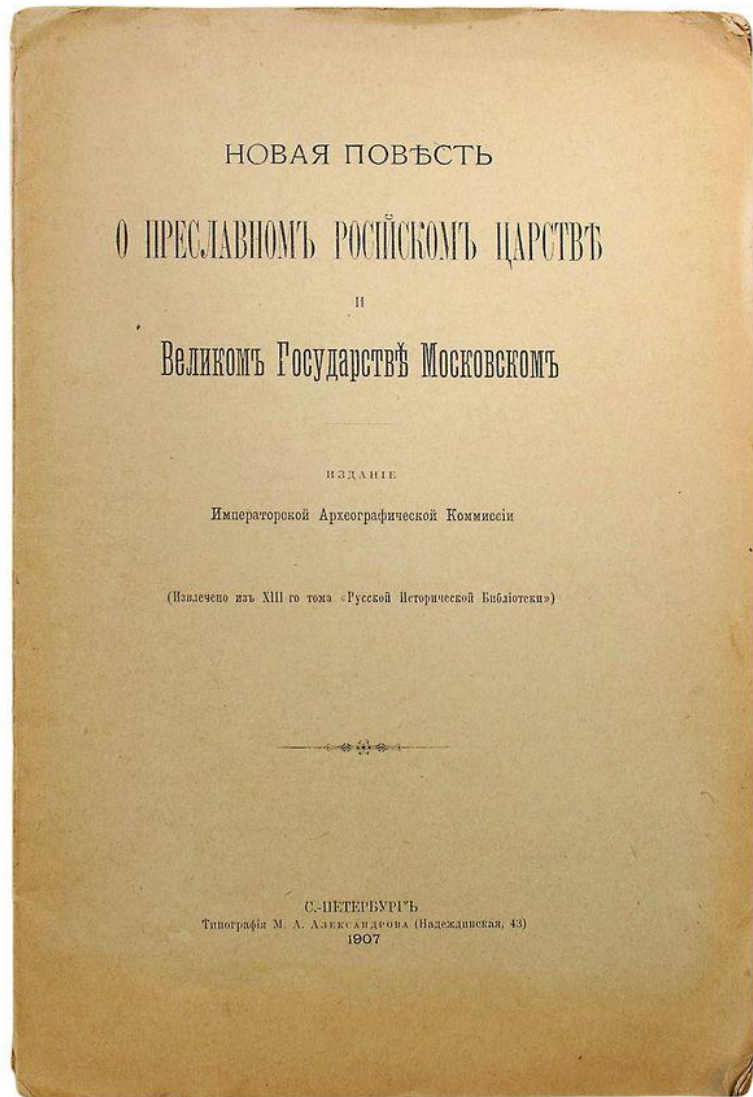 НОВАЯ ПОВѢСТЬ
О ПРЕСЛАВНОМЪ РОСІЙСКОМЪ ЦАРСТВѢ
И
Великомъ Государствѣ Московскомъ
ИЗДАНІЕ
Императорской Археографической Коммиссіи
(Извлечено изъ XIII-го тома «Русской Исторической Библіотеки»)
С.-ПЕТЕРБУРГЪ
Типографія М. А. Александрова (Надеждинская, 43)
1907